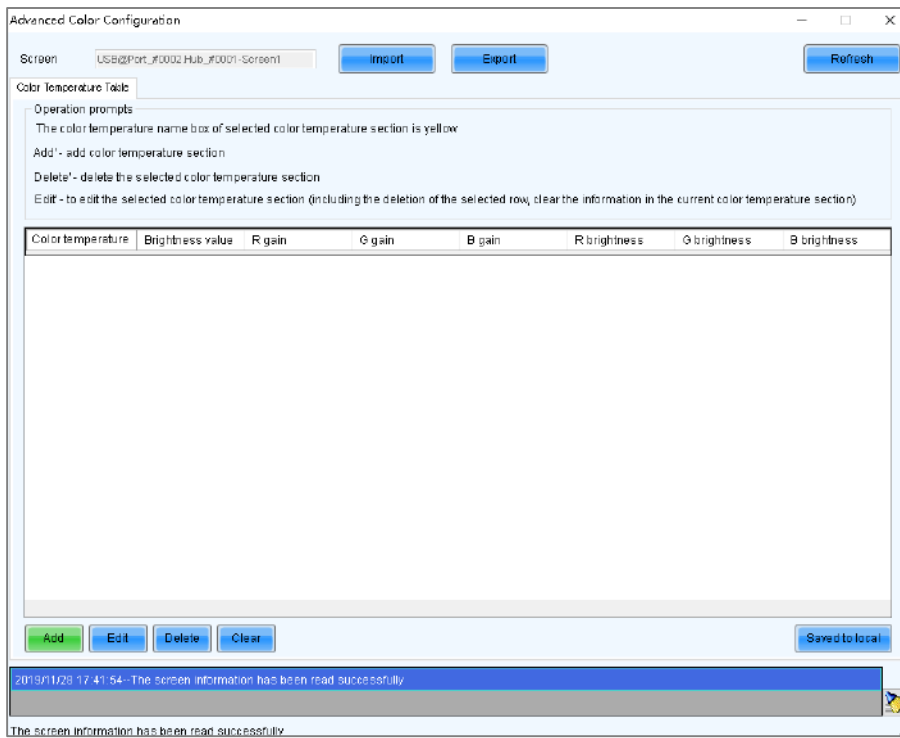 Advanced Color Configuration
Screen USB@Port_#0002.Hub_#0001-Screen1 Import Export Refresh
Color Temperature Table
Operation prompts
The color temperature name box of selected color temperature section is yellow
Add'- add color temperature section
Delete'- delete the selected color temperature section
Edit'- to edit the selected color temperature section (including the deletion of the selected row, clear the information in the current color temperature section)
Color temperature Brightness value R gain G gain B gain R brightness G brightness B brightness
Add Edit Delete Clear Saved to local
2019/11/28 17:41:54--The screen information has been read successfully
The screen information has been read successfully